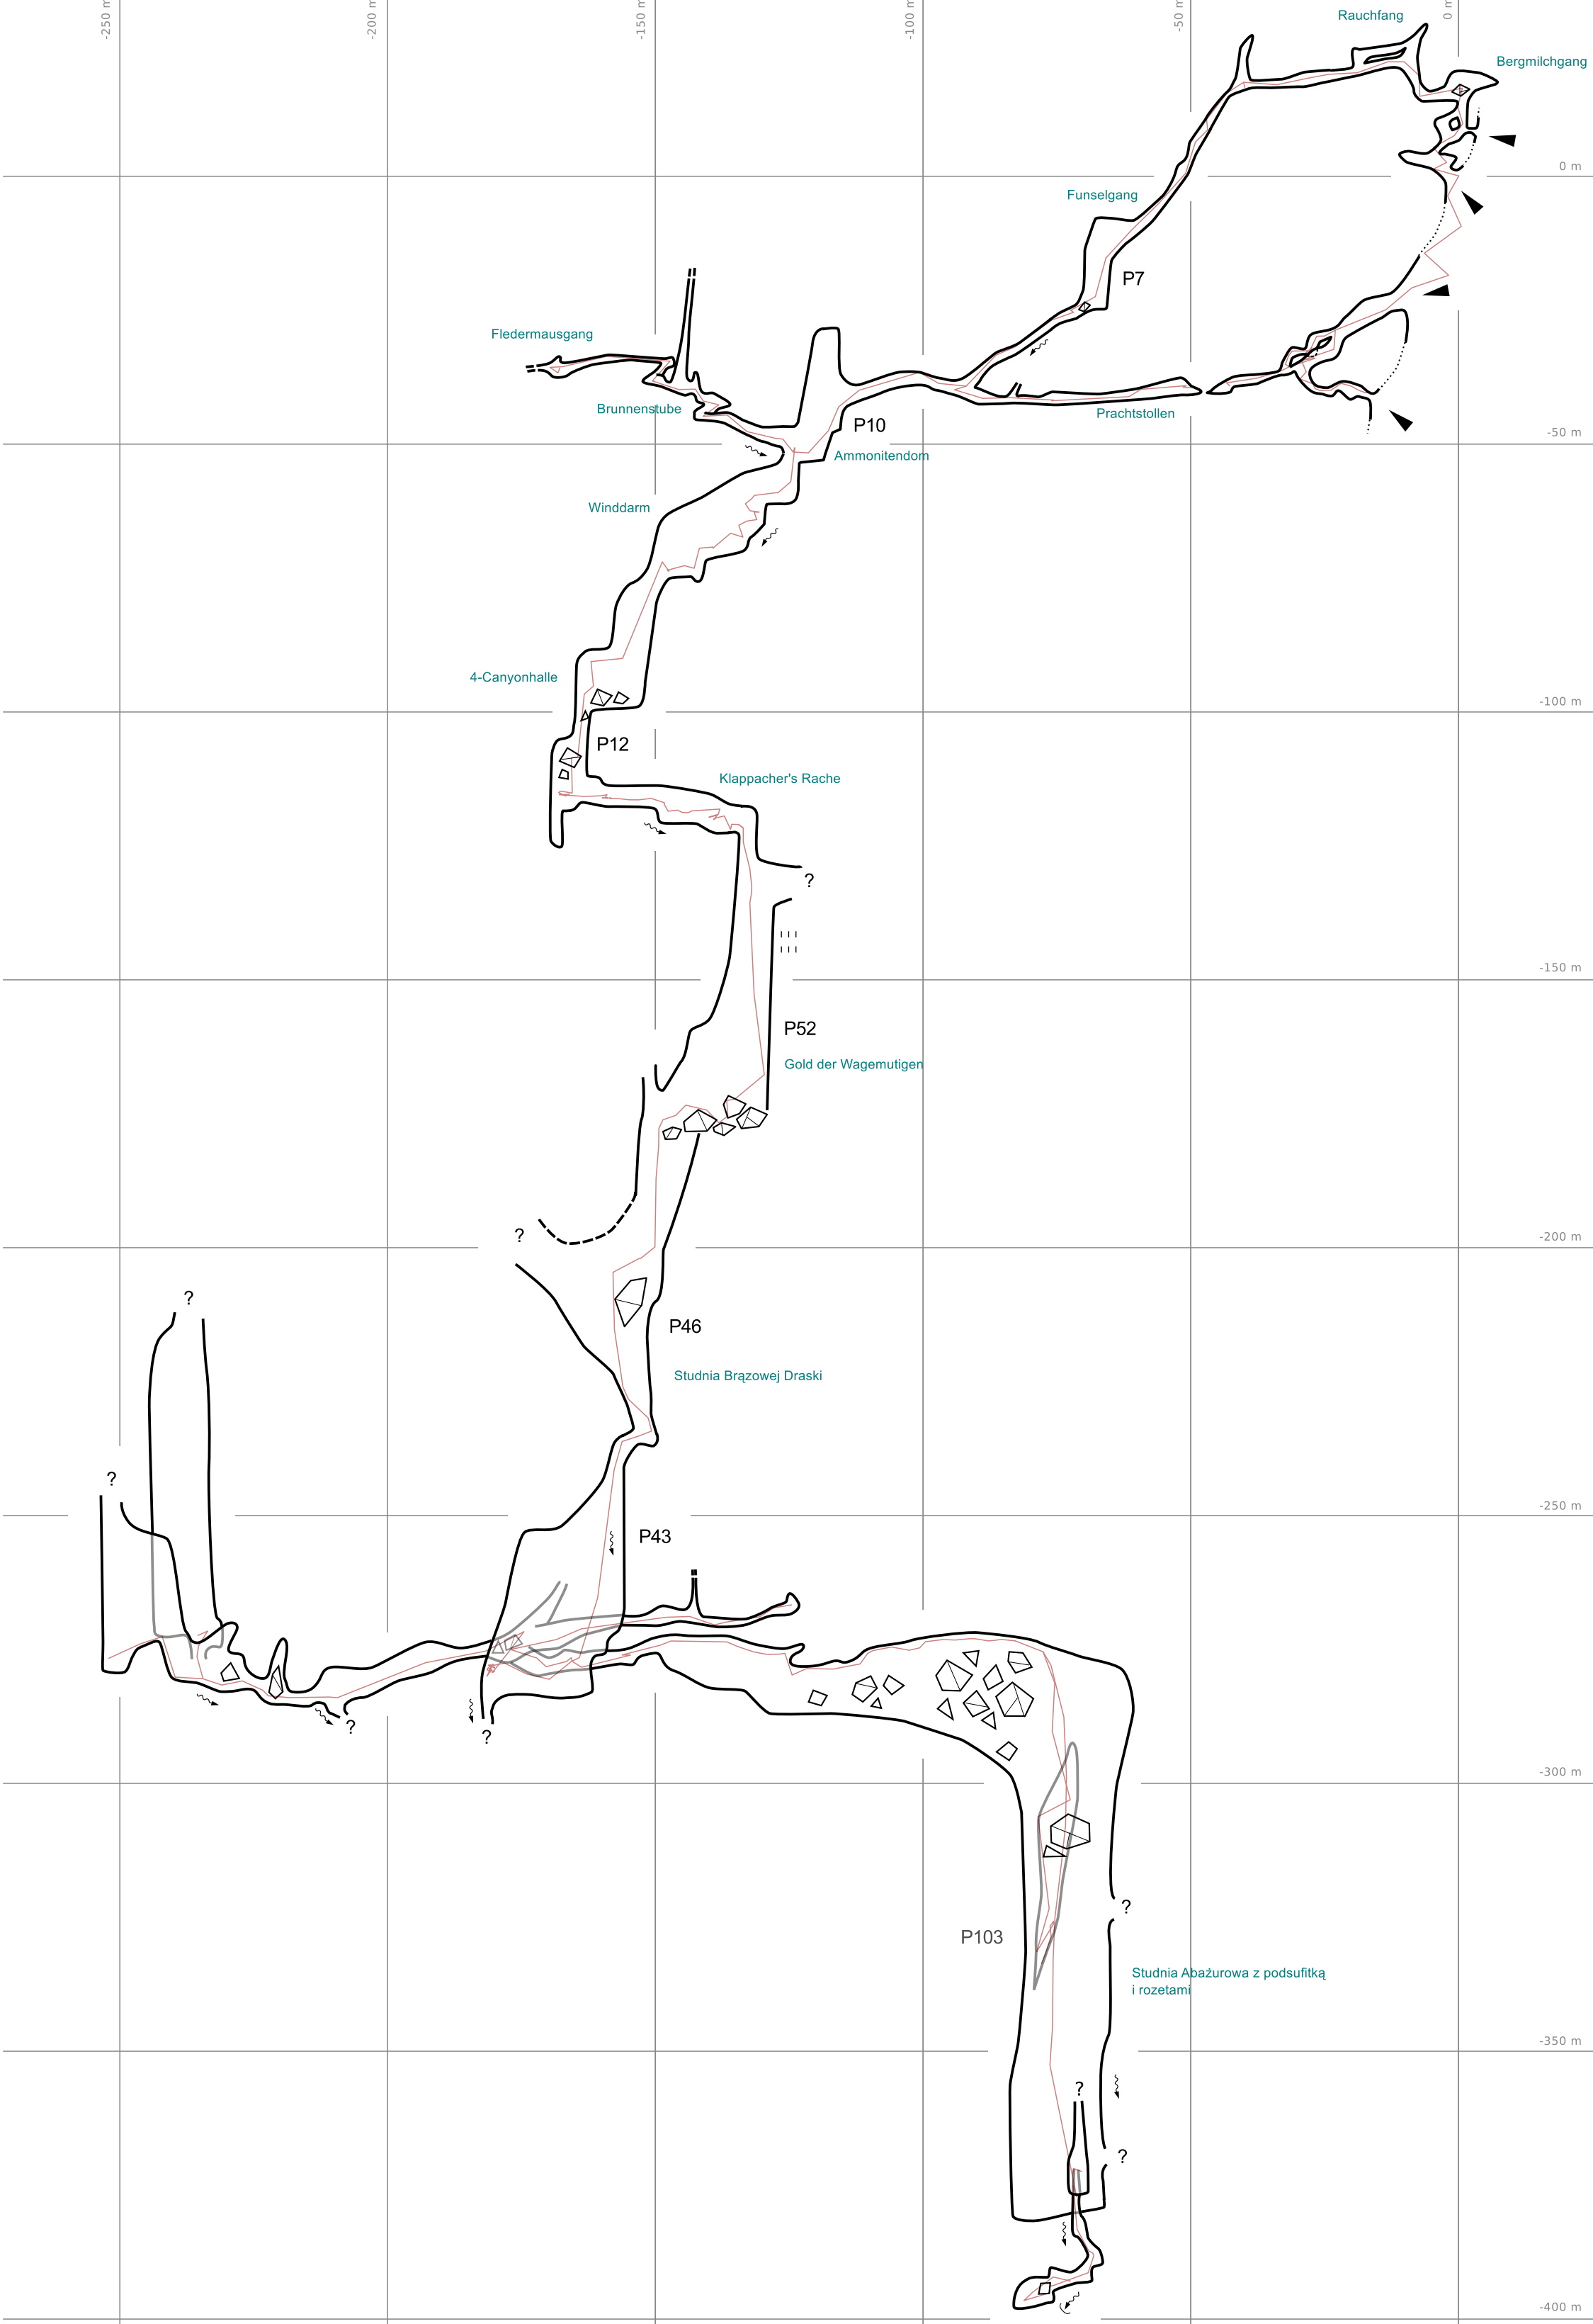 -250 m
-200 m
-150 m
-100 m
-50 m
0 m
Rauchfang
Bergmilchgang
0 m
Funselgang
P7
Fledermausgang
Brunnenstube
Prachtstollen
P10
-50 m
Ammonitendom
Winddarm
4-Canyonhalle
-100 m
P12
Klappacher's Rache
?
-150 m
P52
Gold der Wagemutigen
?
-200 m
?
P46
Studnia Brązowej Draski
?
-250 m
P43
?
?
-300 m
?
P103
Studnia Abaźurowa z podsufitką
i rozetami
-350 m
?
?
-400 m